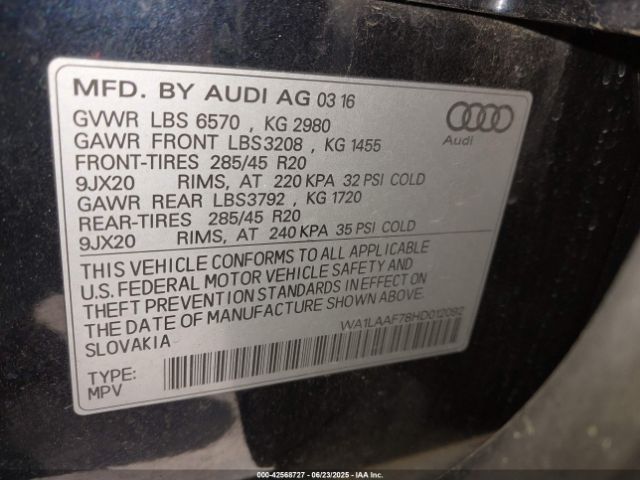 MFD. BY AUDI AG 03 16
GVWR LBS 6570 , KG 2980
GAWR FRONT LBS3208 , KG 1455
FRONT-TIRES 285/45 R20
9JX20 RIMS, AT 220 KPA 32 PSI COLD
GAWR REAR LBS3792 , KG 1720
REAR-TIRES 285/45 R20
9JX20 RIMS, AT 240 KPA 35 PSI COLD
Audi
THIS VEHICLE CONFORMS TO ALL APPLICABLE
U.S. FEDERAL MOTOR VEHICLE SAFETY AND
THEFT PREVENTION STANDARDS IN EFFECT ON
THE DATE OF MANUFACTURE SHOWN ABOVE.
SLOVAKIA
WA1LAAF78HD012092
TYPE:
MPV
000-42568727 - 06/23/2025 - IAA Inc.